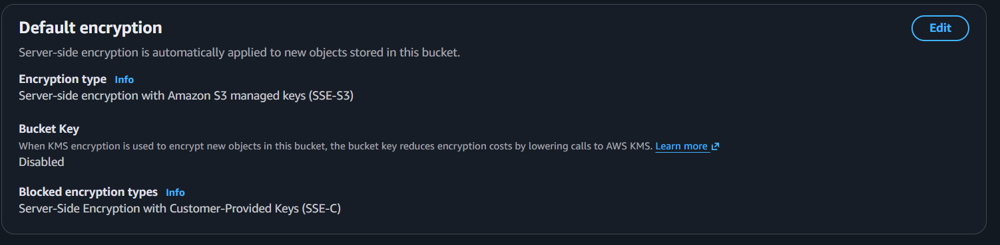 Default encryption
Edit
Server-side encryption is automatically applied to new objects stored in this bucket.
Encryption type Info
Server-side encryption with Amazon S3 managed keys (SSE-S3)
Bucket Key
When KMS encryption is used to encrypt new objects in this bucket, the bucket key reduces encryption costs by lowering calls to AWS KMS. Learn more
Disabled
Blocked encryption types Info
Server-Side Encryption with Customer-Provided Keys (SSE-C)